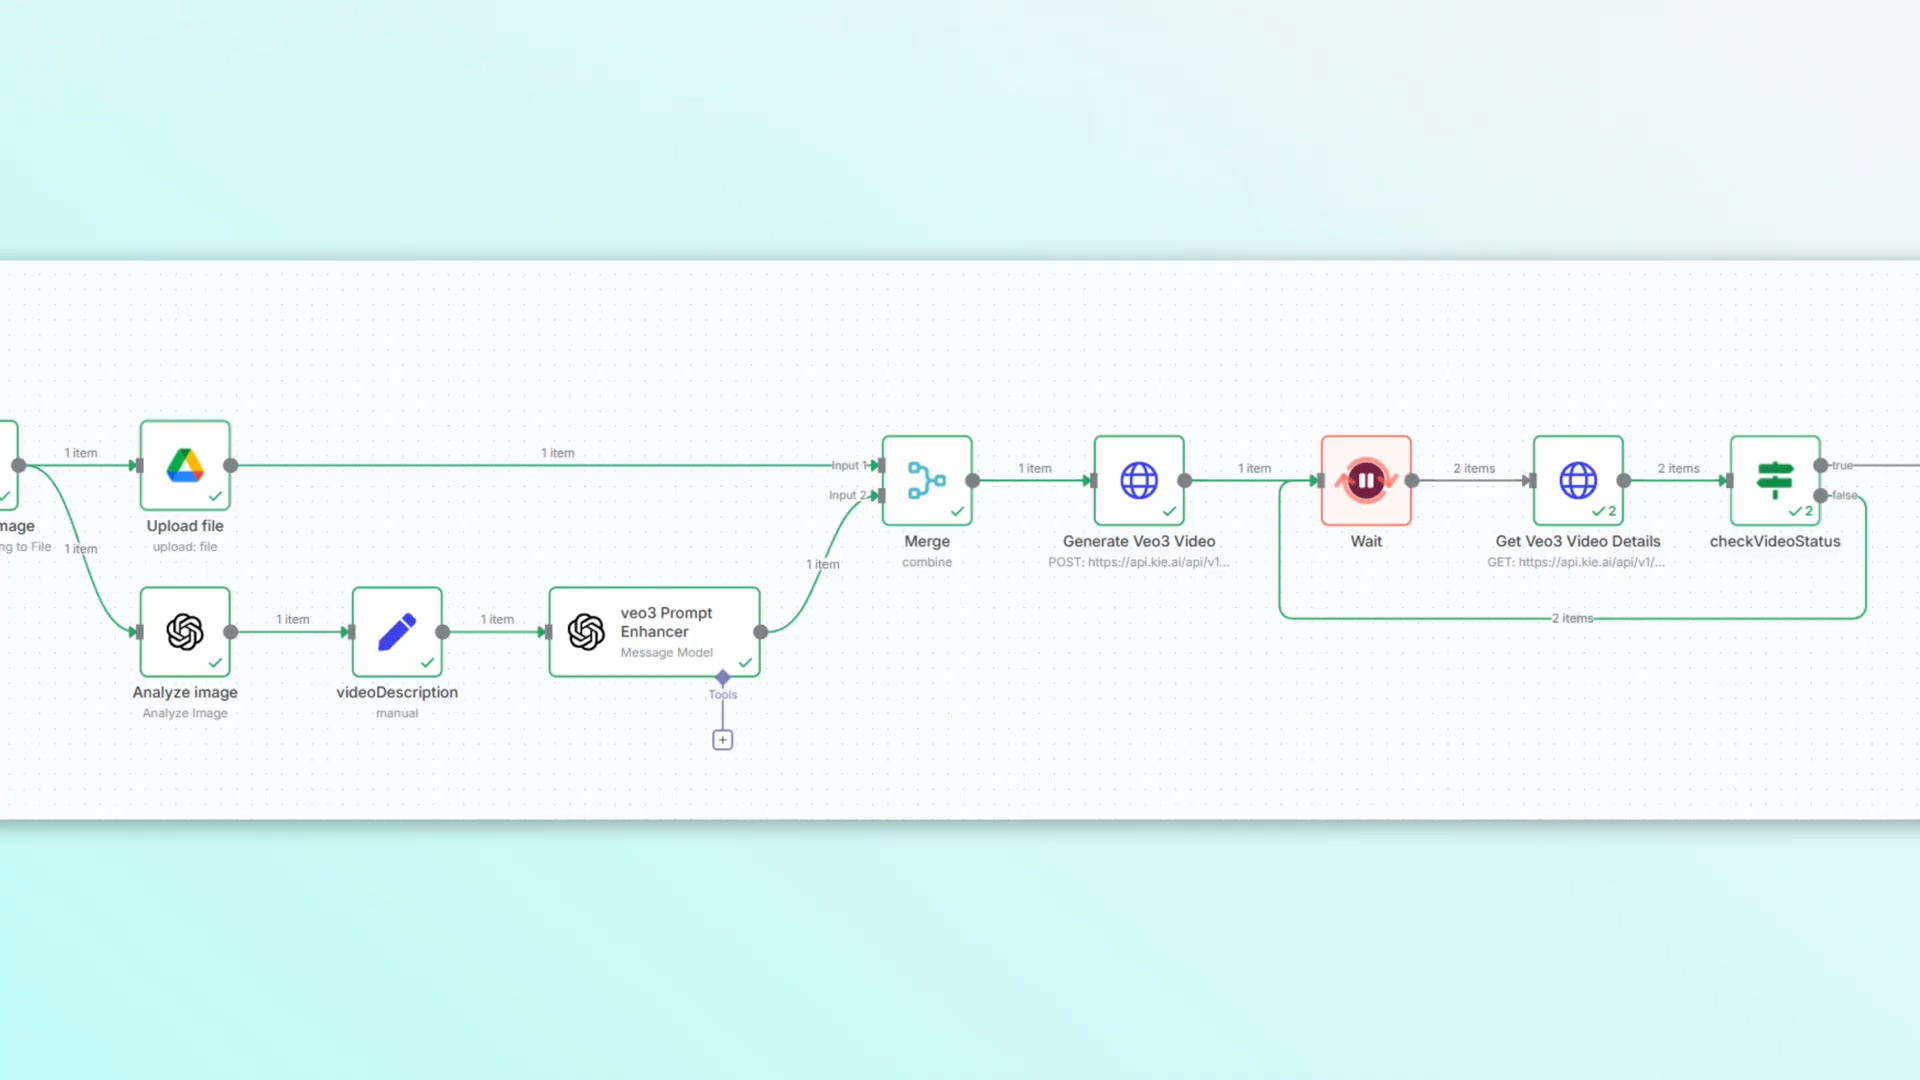 1 item
mage
ng to File
1 item
Upload file
upload: file
1 item
Input 1
Input 2
Analyze image
Analyze Image
1 item
videoDescription
manual
1 item
veo3 Prompt
Enhancer
Message Model
Tools
+
1 item
Merge
combine
1 item
Generate Veo3 Video
POST: https://api.kie.ai/api/v1...
1 item
Wait
2 items
Get Veo3 Video Details
GET: https://api.kie.ai/api/v1/...
2
2 items
checkVideoStatus
2
true
false
2 items